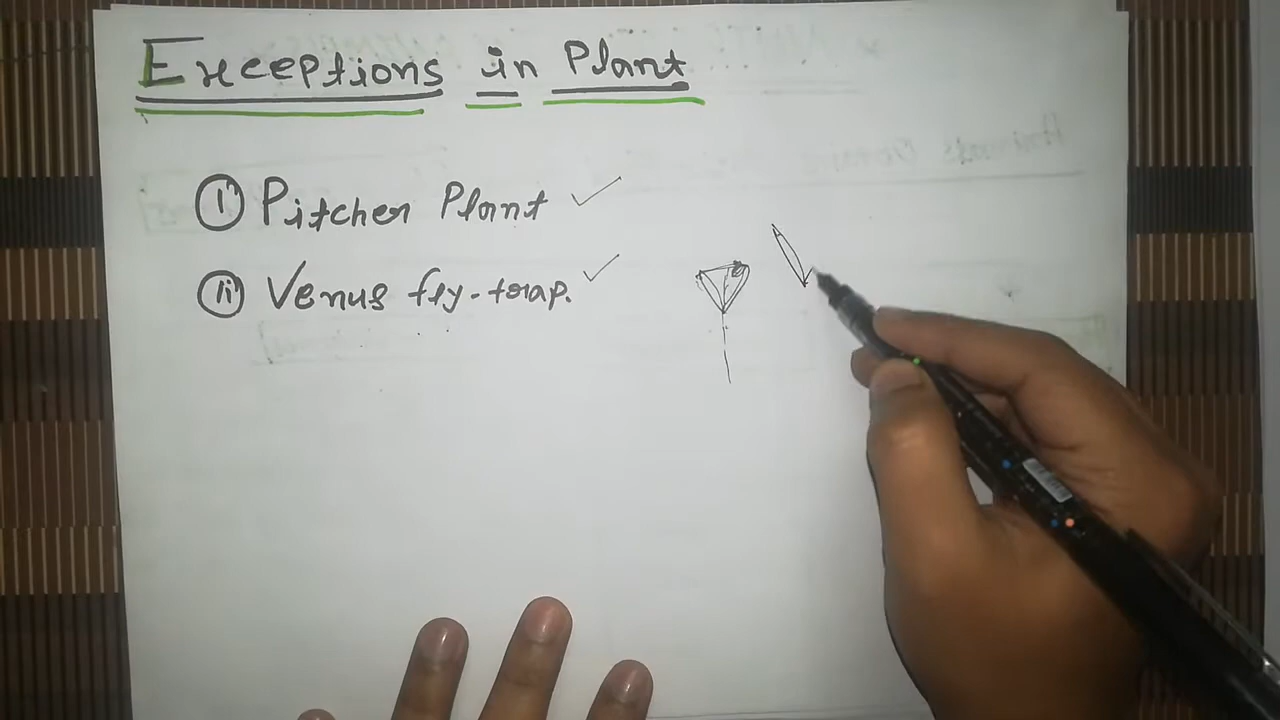 Exceptions in Plant
(i) Pitcher Plant ✓
(ii) Venus fly-trap. ✓